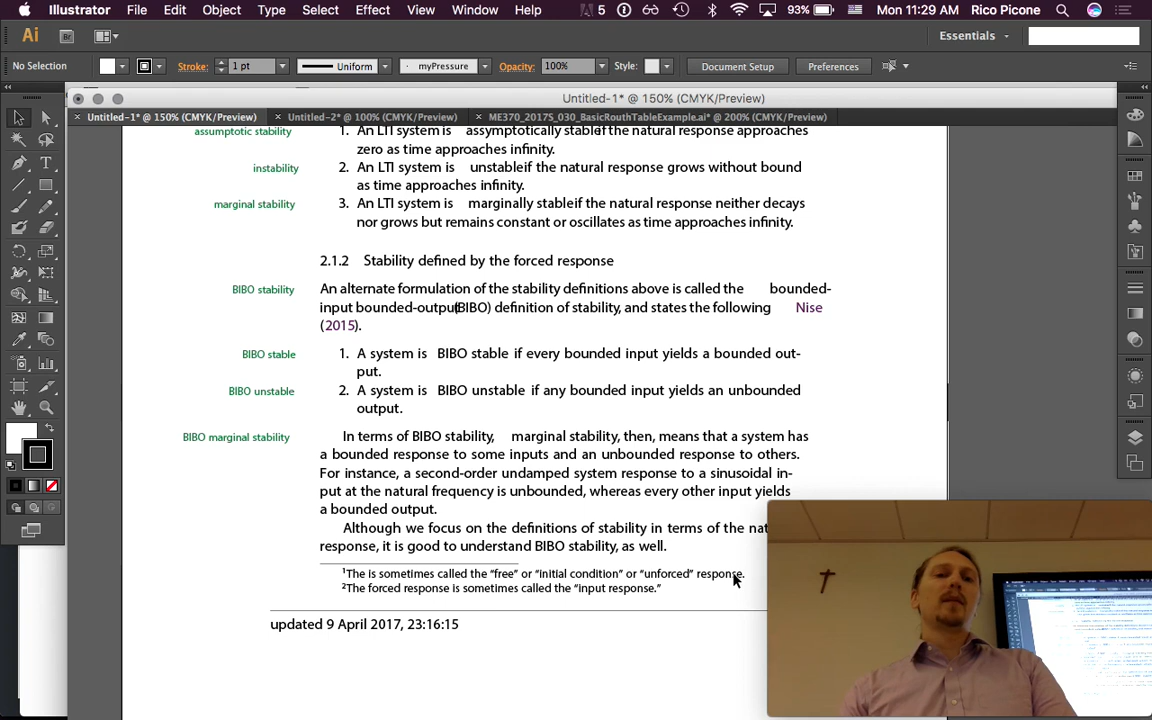 Illustrator File Edit Object Type Select Effect View Window Help 5 93% Mon 11:29 AM Rico Picone
Ai Br Essentials
No Selection Stroke: 1 pt Uniform myPressure Opacity: 100% Style: Document Setup Preferences
Untitled-1* @ 150% (CMYK/Preview)
Untitled-1* @ 150% (CMYK/Preview) Untitled-2* @ 100% (CMYK/Preview) ME370_2017S_030_BasicRouthTableExample.ai* @ 200% (CMYK/Preview)
assumptotic stability 1. An LTI system is assymptotically stable if the natural response approaches
zero as time approaches infinity.
instability 2. An LTI system is unstable if the natural response grows without bound
as time approaches infinity.
marginal stability 3. An LTI system is marginally stable if the natural response neither decays
nor grows but remains constant or oscillates as time approaches infinity.
2.1.2 Stability defined by the forced response
BIBO stability An alternate formulation of the stability definitions above is called the bounded-
input bounded-output (BIBO) definition of stability, and states the following Nise
(2015).
BIBO stable 1. A system is BIBO stable if every bounded input yields a bounded out-
put.
BIBO unstable 2. A system is BIBO unstable if any bounded input yields an unbounded
output.
BIBO marginal stability In terms of BIBO stability, marginal stability, then, means that a system has
a bounded response to some inputs and an unbounded response to others.
For instance, a second-order undamped system response to a sinusoidal in-
put at the natural frequency is unbounded, whereas every other input yields
a bounded output.
Although we focus on the definitions of stability in terms of the nat
response, it is good to understand BIBO stability, as well.
1The is sometimes called the "free" or "initial condition" or "unforced" response.
2The forced response is sometimes called the "input response."
updated 9 April 2017, 23:16:15